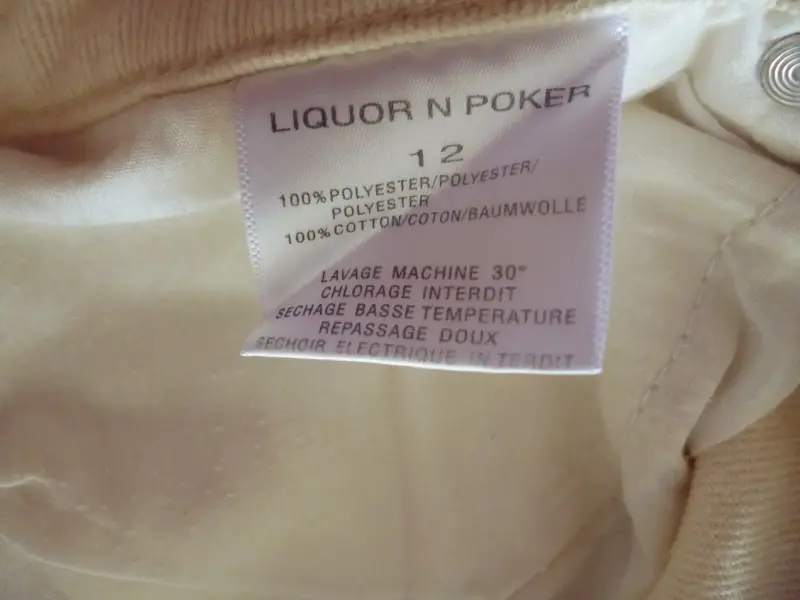 LIQUOR N POKER
12
100%POLYESTER/POLYESTER/
POLYESTER
100%COTTON/COTON/BAUMWOLLE
LAVAGE MACHINE 30°
CHLORAGE INTERDIT
SECHAGE BASSE TEMPERATURE
REPASSAGE DOUX
SECHOIR ELECTRIQUE INTERDIT